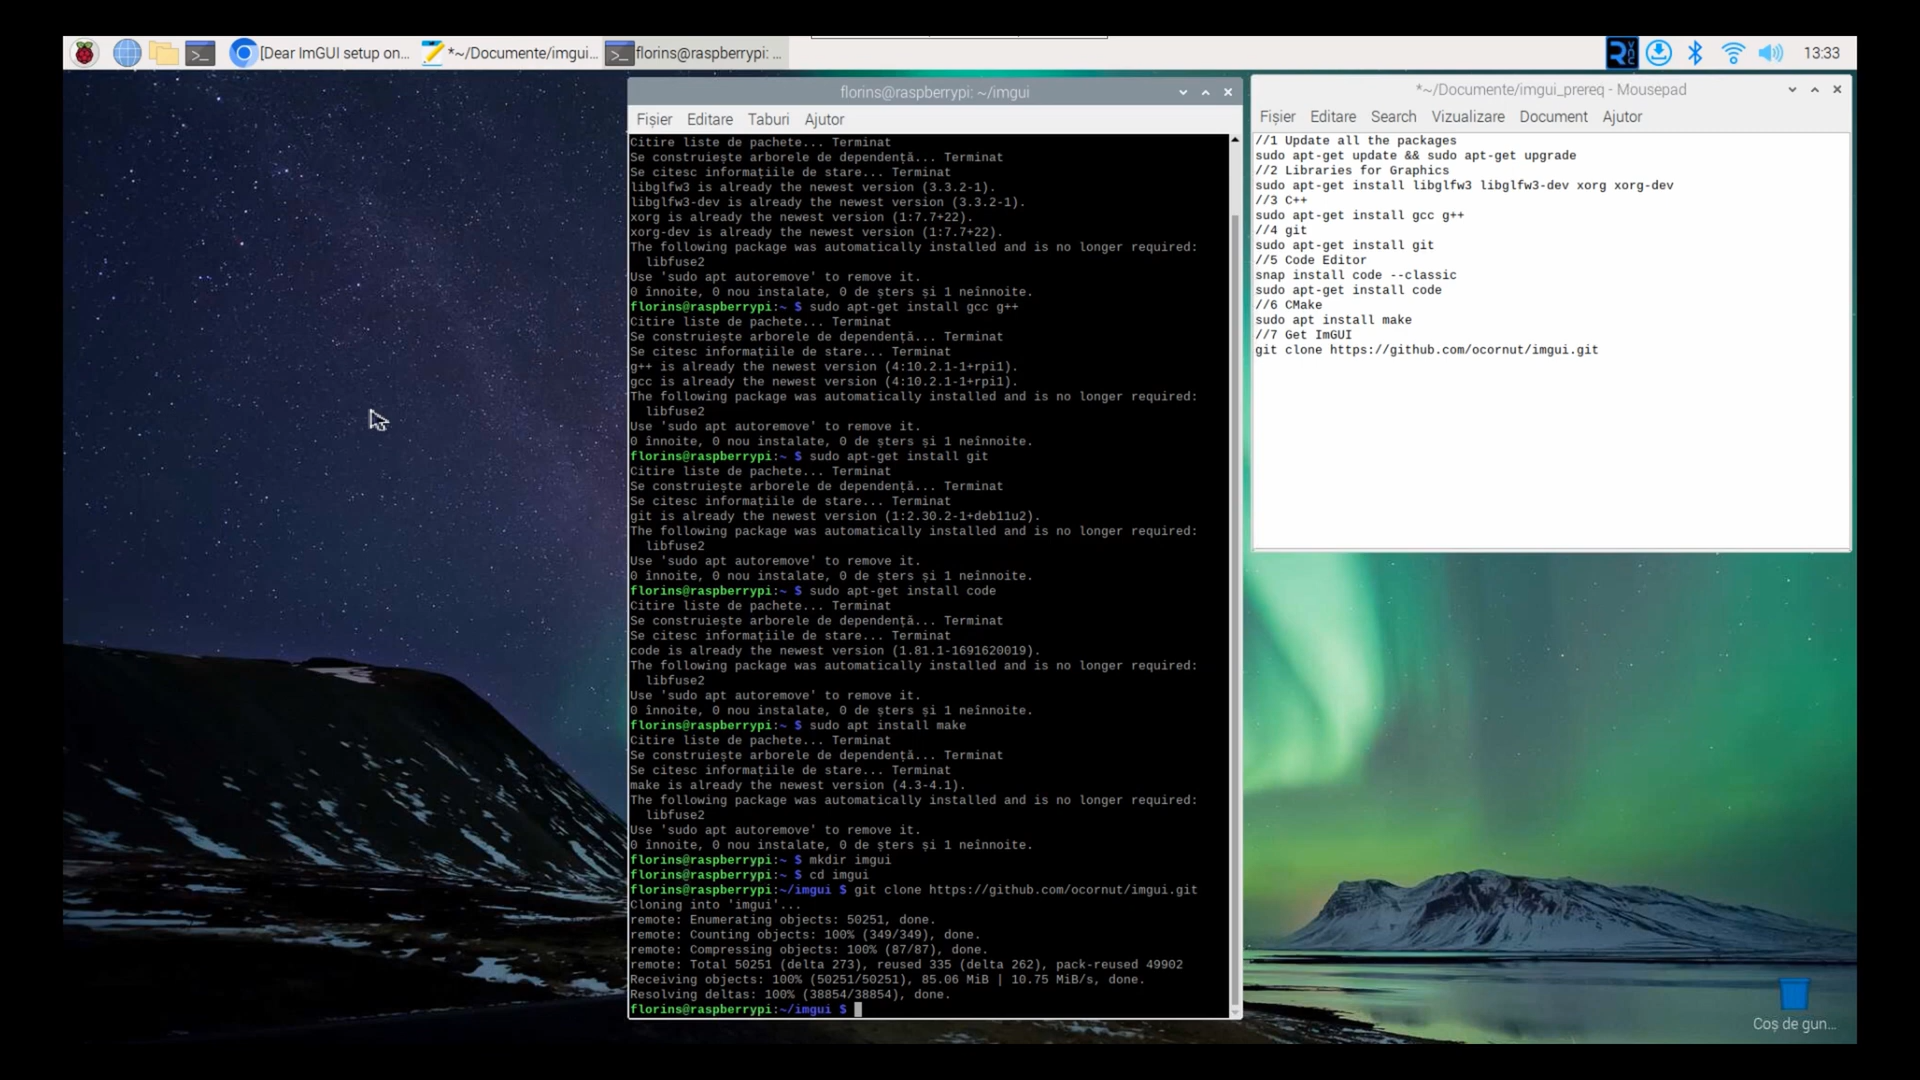 [Dear ImGUI setup on...
*~/Documente/imgui...
florins@raspberrypi: ...
13:33
florins@raspberrypi: ~/imgui
Fișier Editare Taburi Ajutor
Citire liste de pachete... Terminat
Se construiește arborele de dependență... Terminat
Se citesc informațiile de stare... Terminat
libglfw3 is already the newest version (3.3.2-1).
libglfw3-dev is already the newest version (3.3.2-1).
xorg is already the newest version (1:7.7+22).
xorg-dev is already the newest version (1:7.7+22).
The following package was automatically installed and is no longer required:
libfuse2
Use 'sudo apt autoremove' to remove it.
0 înnoite, 0 nou instalate, 0 de șters și 1 neînnoite.
florins@raspberrypi:~ $ sudo apt-get install gcc g++
Citire liste de pachete... Terminat
Se construiește arborele de dependență... Terminat
Se citesc informațiile de stare... Terminat
g++ is already the newest version (4:10.2.1-1+rpi1).
gcc is already the newest version (4:10.2.1-1+rpi1).
The following package was automatically installed and is no longer required:
libfuse2
Use 'sudo apt autoremove' to remove it.
0 înnoite, 0 nou instalate, 0 de șters și 1 neînnoite.
florins@raspberrypi:~ $ sudo apt-get install git
Citire liste de pachete... Terminat
Se construiește arborele de dependență... Terminat
Se citesc informațiile de stare... Terminat
git is already the newest version (1:2.30.2-1+deb11u2).
The following package was automatically installed and is no longer required:
libfuse2
Use 'sudo apt autoremove' to remove it.
0 înnoite, 0 nou instalate, 0 de șters și 1 neînnoite.
florins@raspberrypi:~ $ sudo apt-get install code
Citire liste de pachete... Terminat
Se construiește arborele de dependență... Terminat
Se citesc informațiile de stare... Terminat
code is already the newest version (1.81.1-1691620019).
The following package was automatically installed and is no longer required:
libfuse2
Use 'sudo apt autoremove' to remove it.
0 înnoite, 0 nou instalate, 0 de șters și 1 neînnoite.
florins@raspberrypi:~ $ sudo apt install make
Citire liste de pachete... Terminat
Se construiește arborele de dependență... Terminat
Se citesc informațiile de stare... Terminat
make is already the newest version (4.3-4.1).
The following package was automatically installed and is no longer required:
libfuse2
Use 'sudo apt autoremove' to remove it.
0 înnoite, 0 nou instalate, 0 de șters și 1 neînnoite.
florins@raspberrypi:~ $ mkdir imgui
florins@raspberrypi:~ $ cd imgui
florins@raspberrypi:~/imgui $ git clone https://github.com/ocornut/imgui.git
Cloning into 'imgui'...
remote: Enumerating objects: 50251, done.
remote: Counting objects: 100% (349/349), done.
remote: Compressing objects: 100% (87/87), done.
remote: Total 50251 (delta 273), reused 335 (delta 262), pack-reused 49902
Receiving objects: 100% (50251/50251), 85.06 MiB | 10.75 MiB/s, done.
Resolving deltas: 100% (38854/38854), done.
florins@raspberrypi:~/imgui $
*~/Documente/imgui_prereq - Mousepad
Fișier Editare Search Vizualizare Document Ajutor
//1 Update all the packages
sudo apt-get update && sudo apt-get upgrade
//2 Libraries for Graphics
sudo apt-get install libglfw3 libglfw3-dev xorg xorg-dev
//3 C++
sudo apt-get install gcc g++
//4 git
sudo apt-get install git
//5 Code Editor
snap install code --classic
sudo apt-get install code
//6 CMake
sudo apt install make
//7 Get ImGUI
git clone https://github.com/ocornut/imgui.git
Coș de gun...